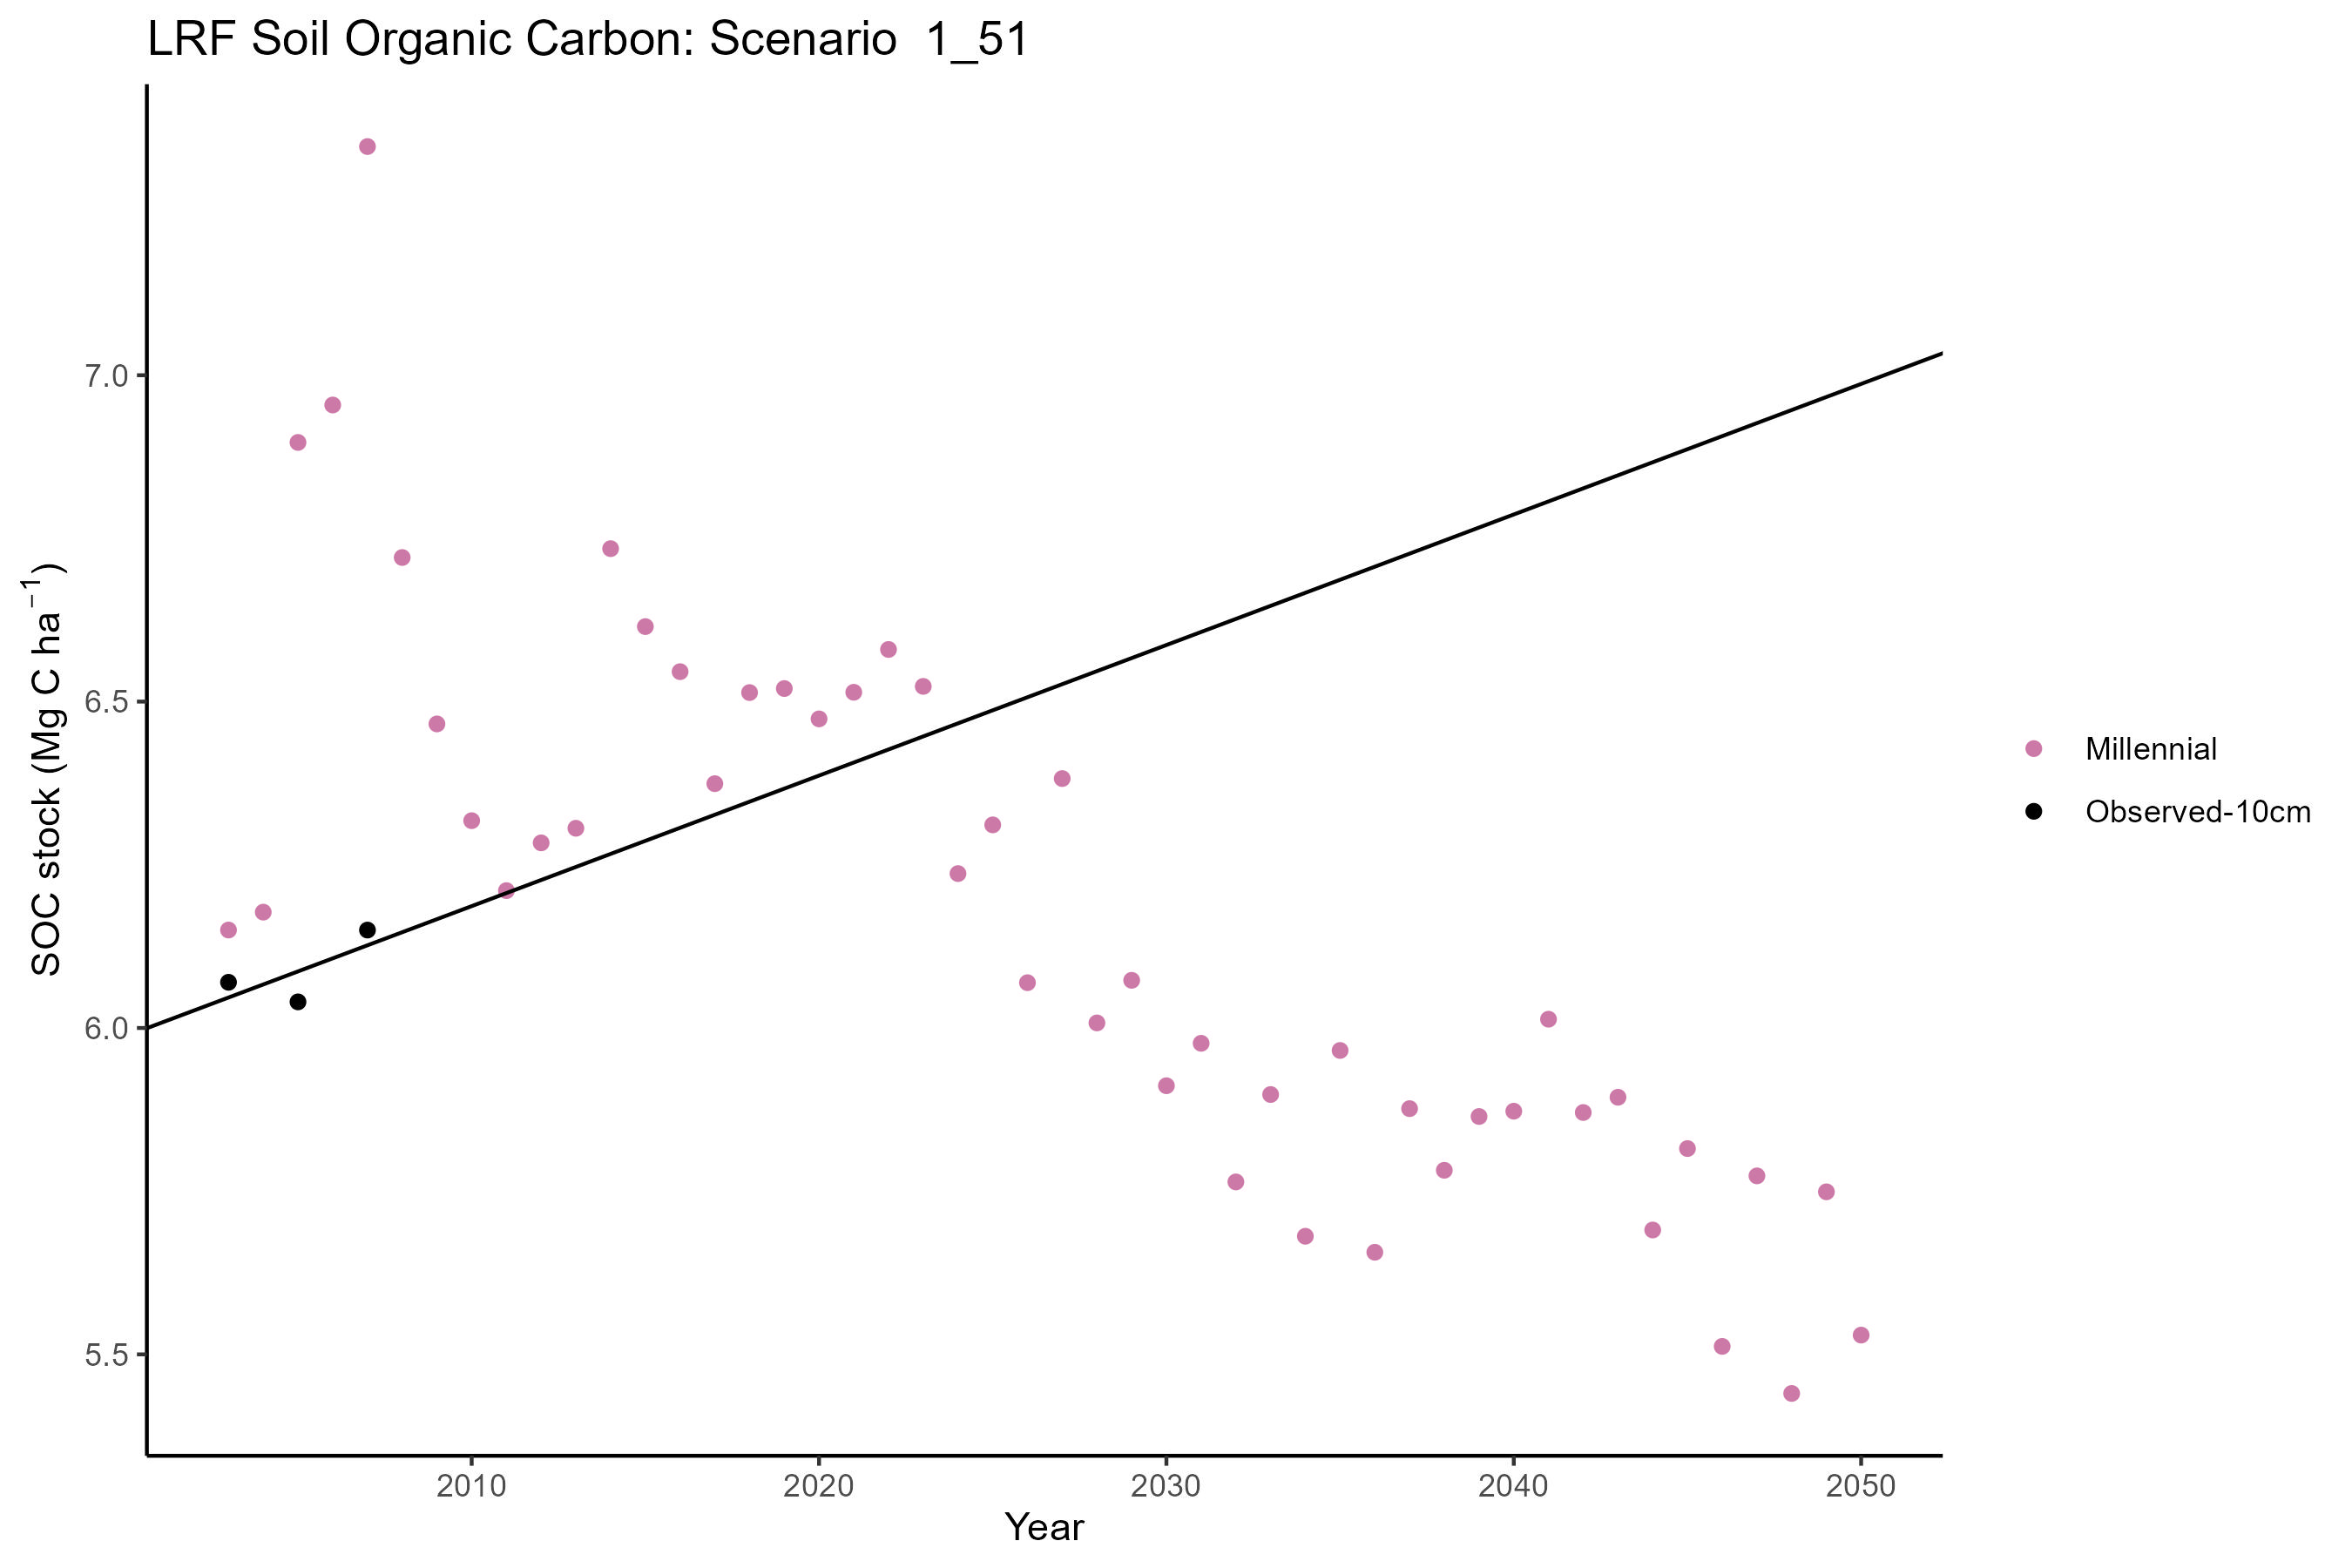 LRF Soil Organic Carbon: Scenario  1_51
SOC stock (Mg C ha⁻¹)
7.0
6.5
6.0
5.5
2010
2020
2030
2040
2050
Year
Millennial
Observed-10cm